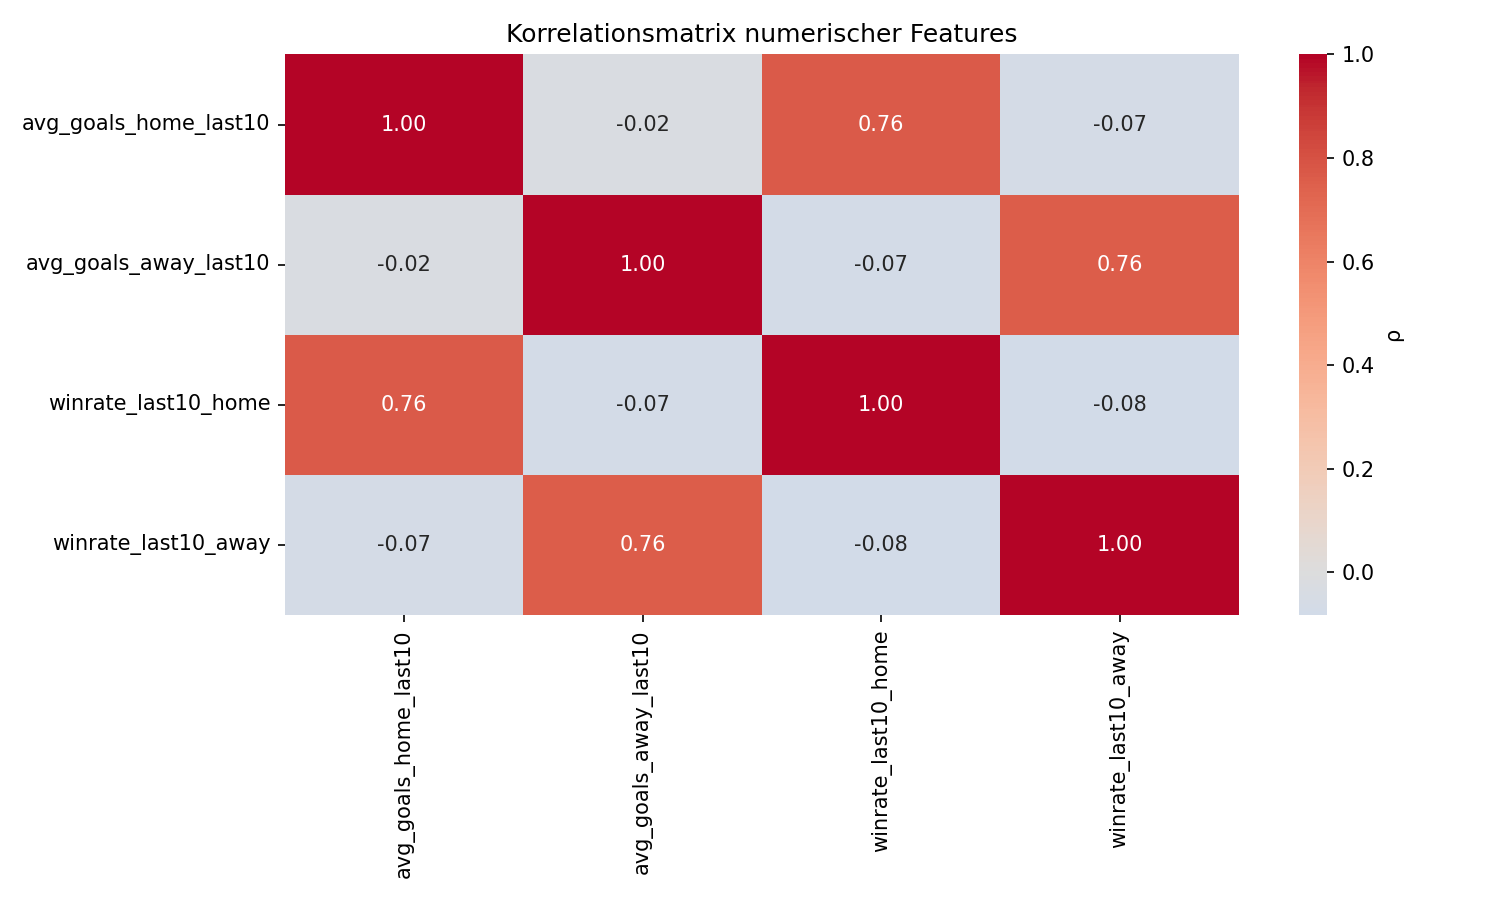 Korrelationsmatrix numerischer Features
avg_goals_home_last10
1.00
-0.02
0.76
-0.07
avg_goals_away_last10
-0.02
1.00
-0.07
0.76
winrate_last10_home
0.76
-0.07
1.00
-0.08
winrate_last10_away
-0.07
0.76
-0.08
1.00
avg_goals_home_last10
avg_goals_away_last10
winrate_last10_home
winrate_last10_away
1.0
0.8
0.6
0.4
0.2
0.0
ρ